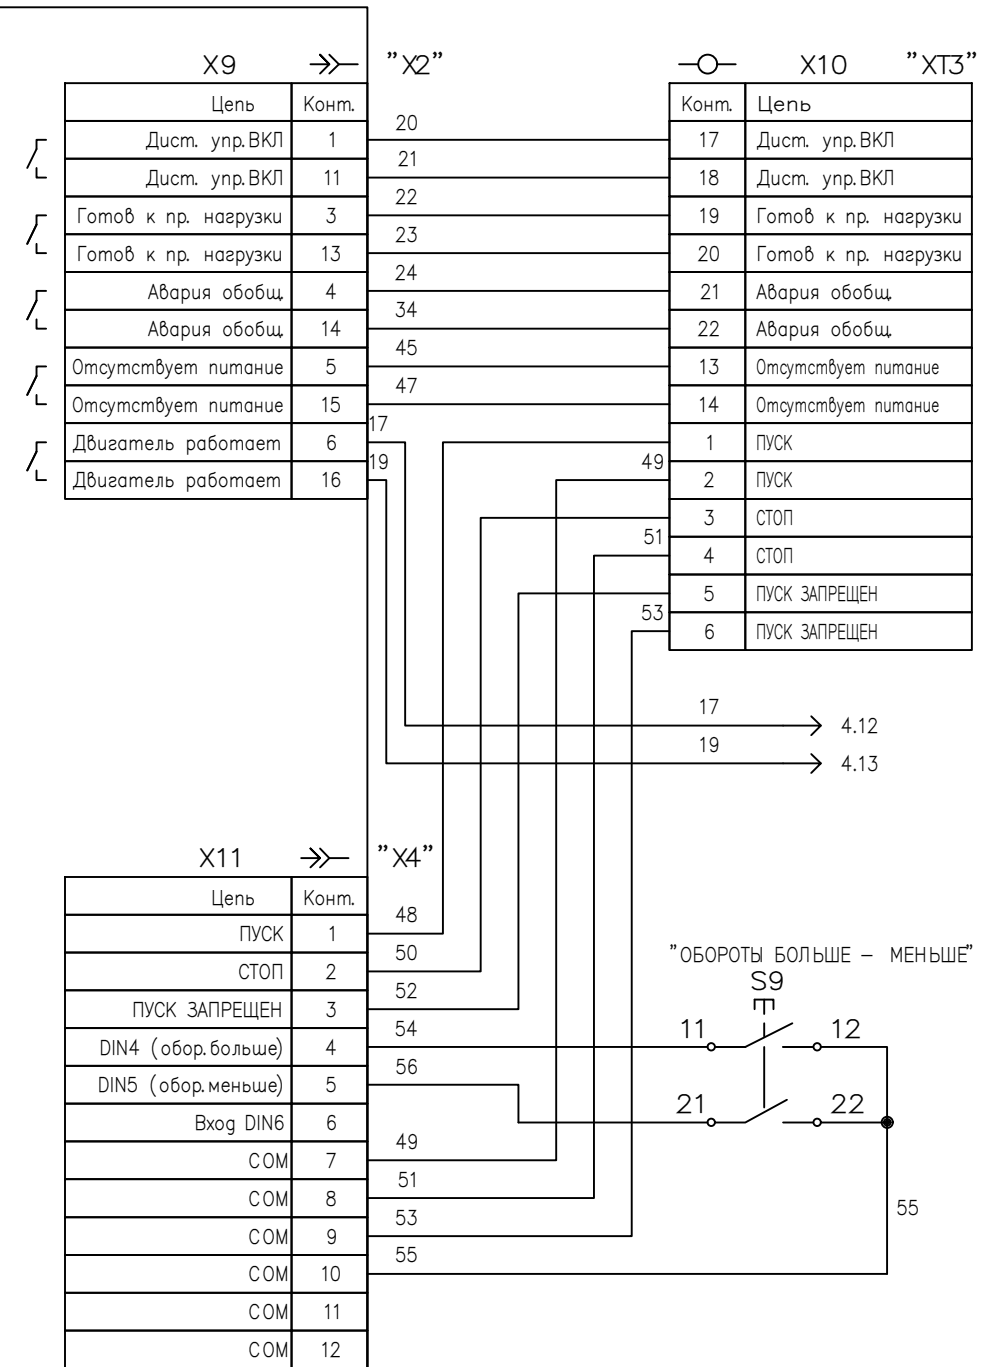 X9 "X2"
Цепь Конт.
Дист. упр.ВКЛ 1 20
Дист. упр.ВКЛ 11 21
Готов к пр. нагрузки 3 22
Готов к пр. нагрузки 13 23
Авария обобщ. 4 24
Авария обобщ. 14 34
Отсутствует питание 5 45
Отсутствует питание 15 47
Двигатель работает 6 17
Двигатель работает 16 19
X10 "XT3"
Конт. Цепь
17 Дист. упр.ВКЛ
18 Дист. упр.ВКЛ
19 Готов к пр. нагрузки
20 Готов к пр. нагрузки
21 Авария обобщ.
22 Авария обобщ.
13 Отсутствует питание
14 Отсутствует питание
1 ПУСК
49 2 ПУСК
3 СТОП
51 4 СТОП
5 ПУСК ЗАПРЕЩЕН
53 6 ПУСК ЗАПРЕЩЕН
17 4.12
19 4.13
X11 "X4"
Цепь Конт.
ПУСК 1 48
СТОП 2 50
ПУСК ЗАПРЕЩЕН 3 52
DIN4 (обор.больше) 4 54
DIN5 (обор.меньше) 5 56
Вход DIN6 6
COM 7 49
COM 8 51
COM 9 53
COM 10 55
COM 11
COM 12
"ОБОРОТЫ БОЛЬШЕ – МЕНЬШЕ"
S9
11 12
21 22
55